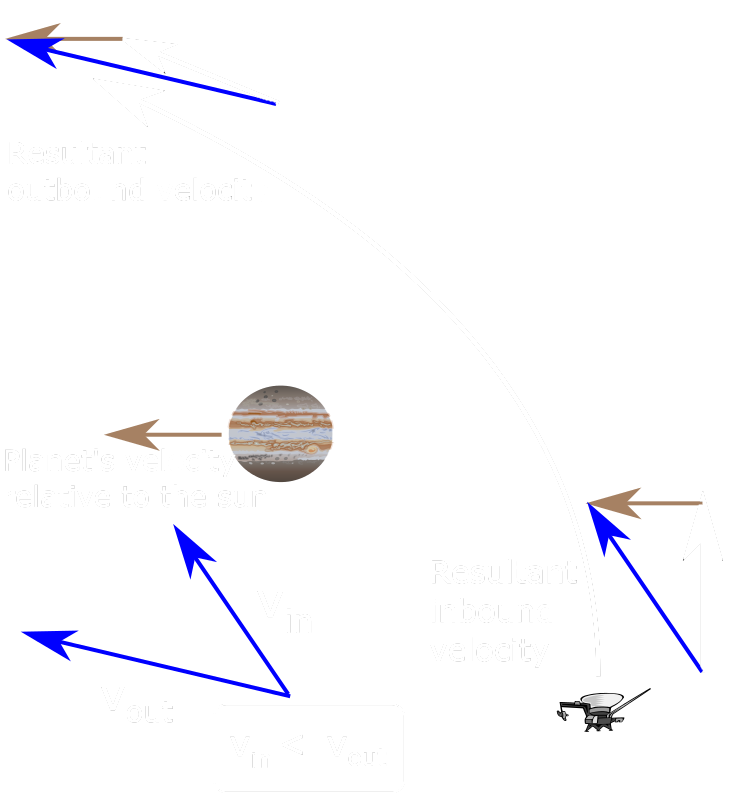 Resultant
outbound velocity
Planet's velocity
relative to the sun
Resultant
inbound
velocity
Vin
Vout
Vin < Vout